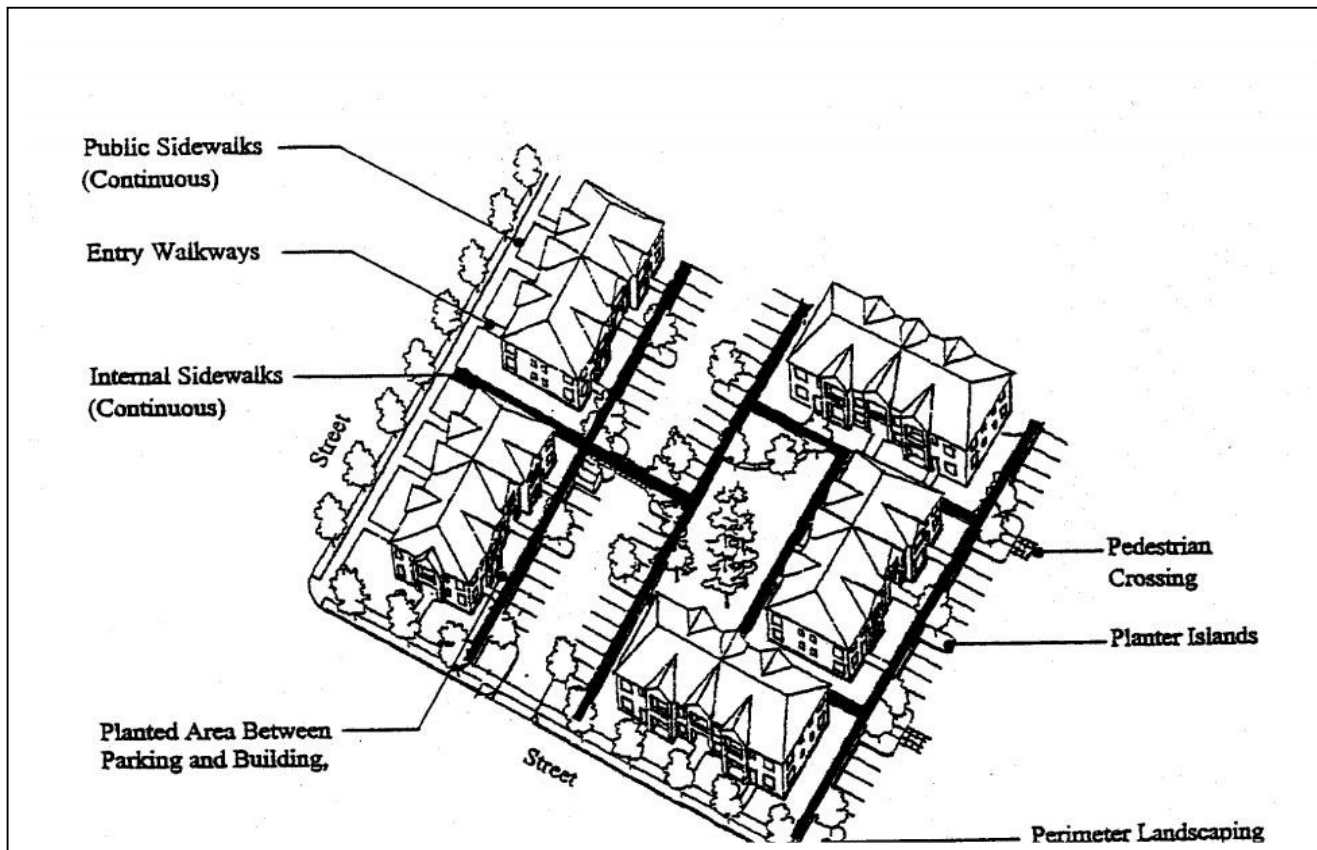 Public Sidewalks
(Continuous)
Entry Walkways
Internal Sidewalks
(Continuous)
Street
Pedestrian
Crossing
Planter Islands
Planted Area Between
Parking and Building,
Street
Perimeter Landscaping